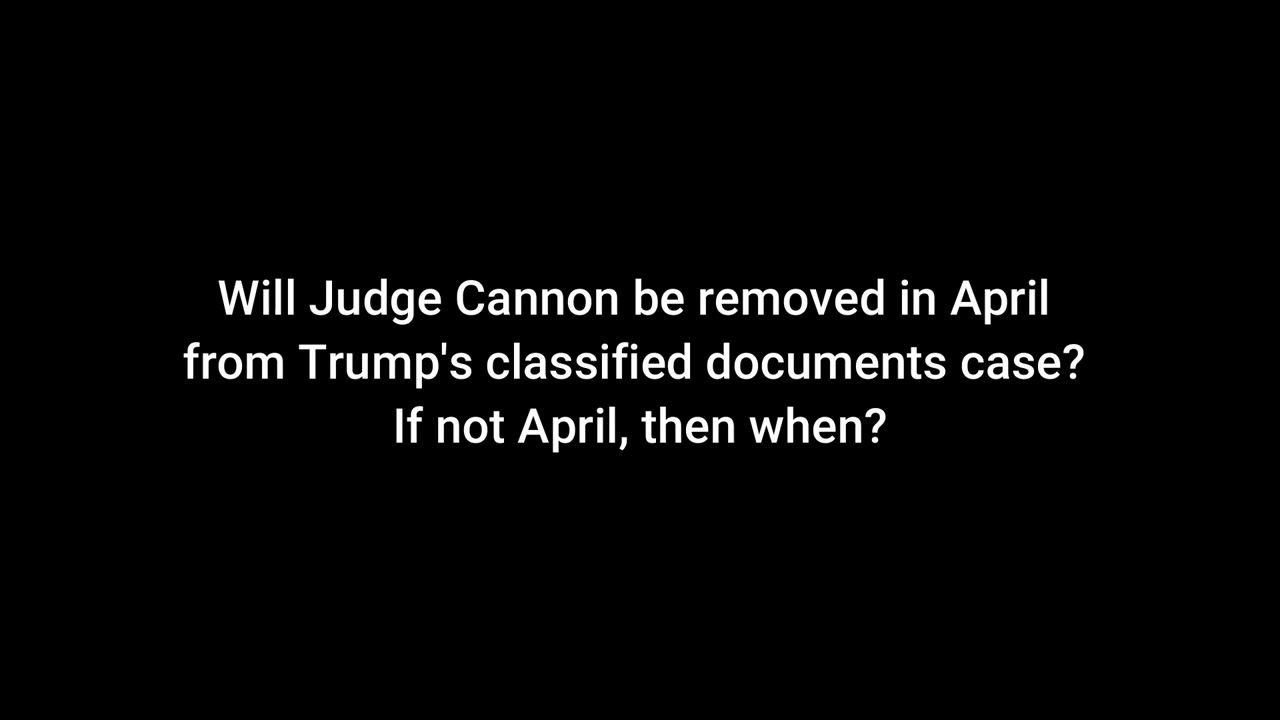 Will Judge Cannon be removed in April
from Trump's classified documents case?
If not April, then when?